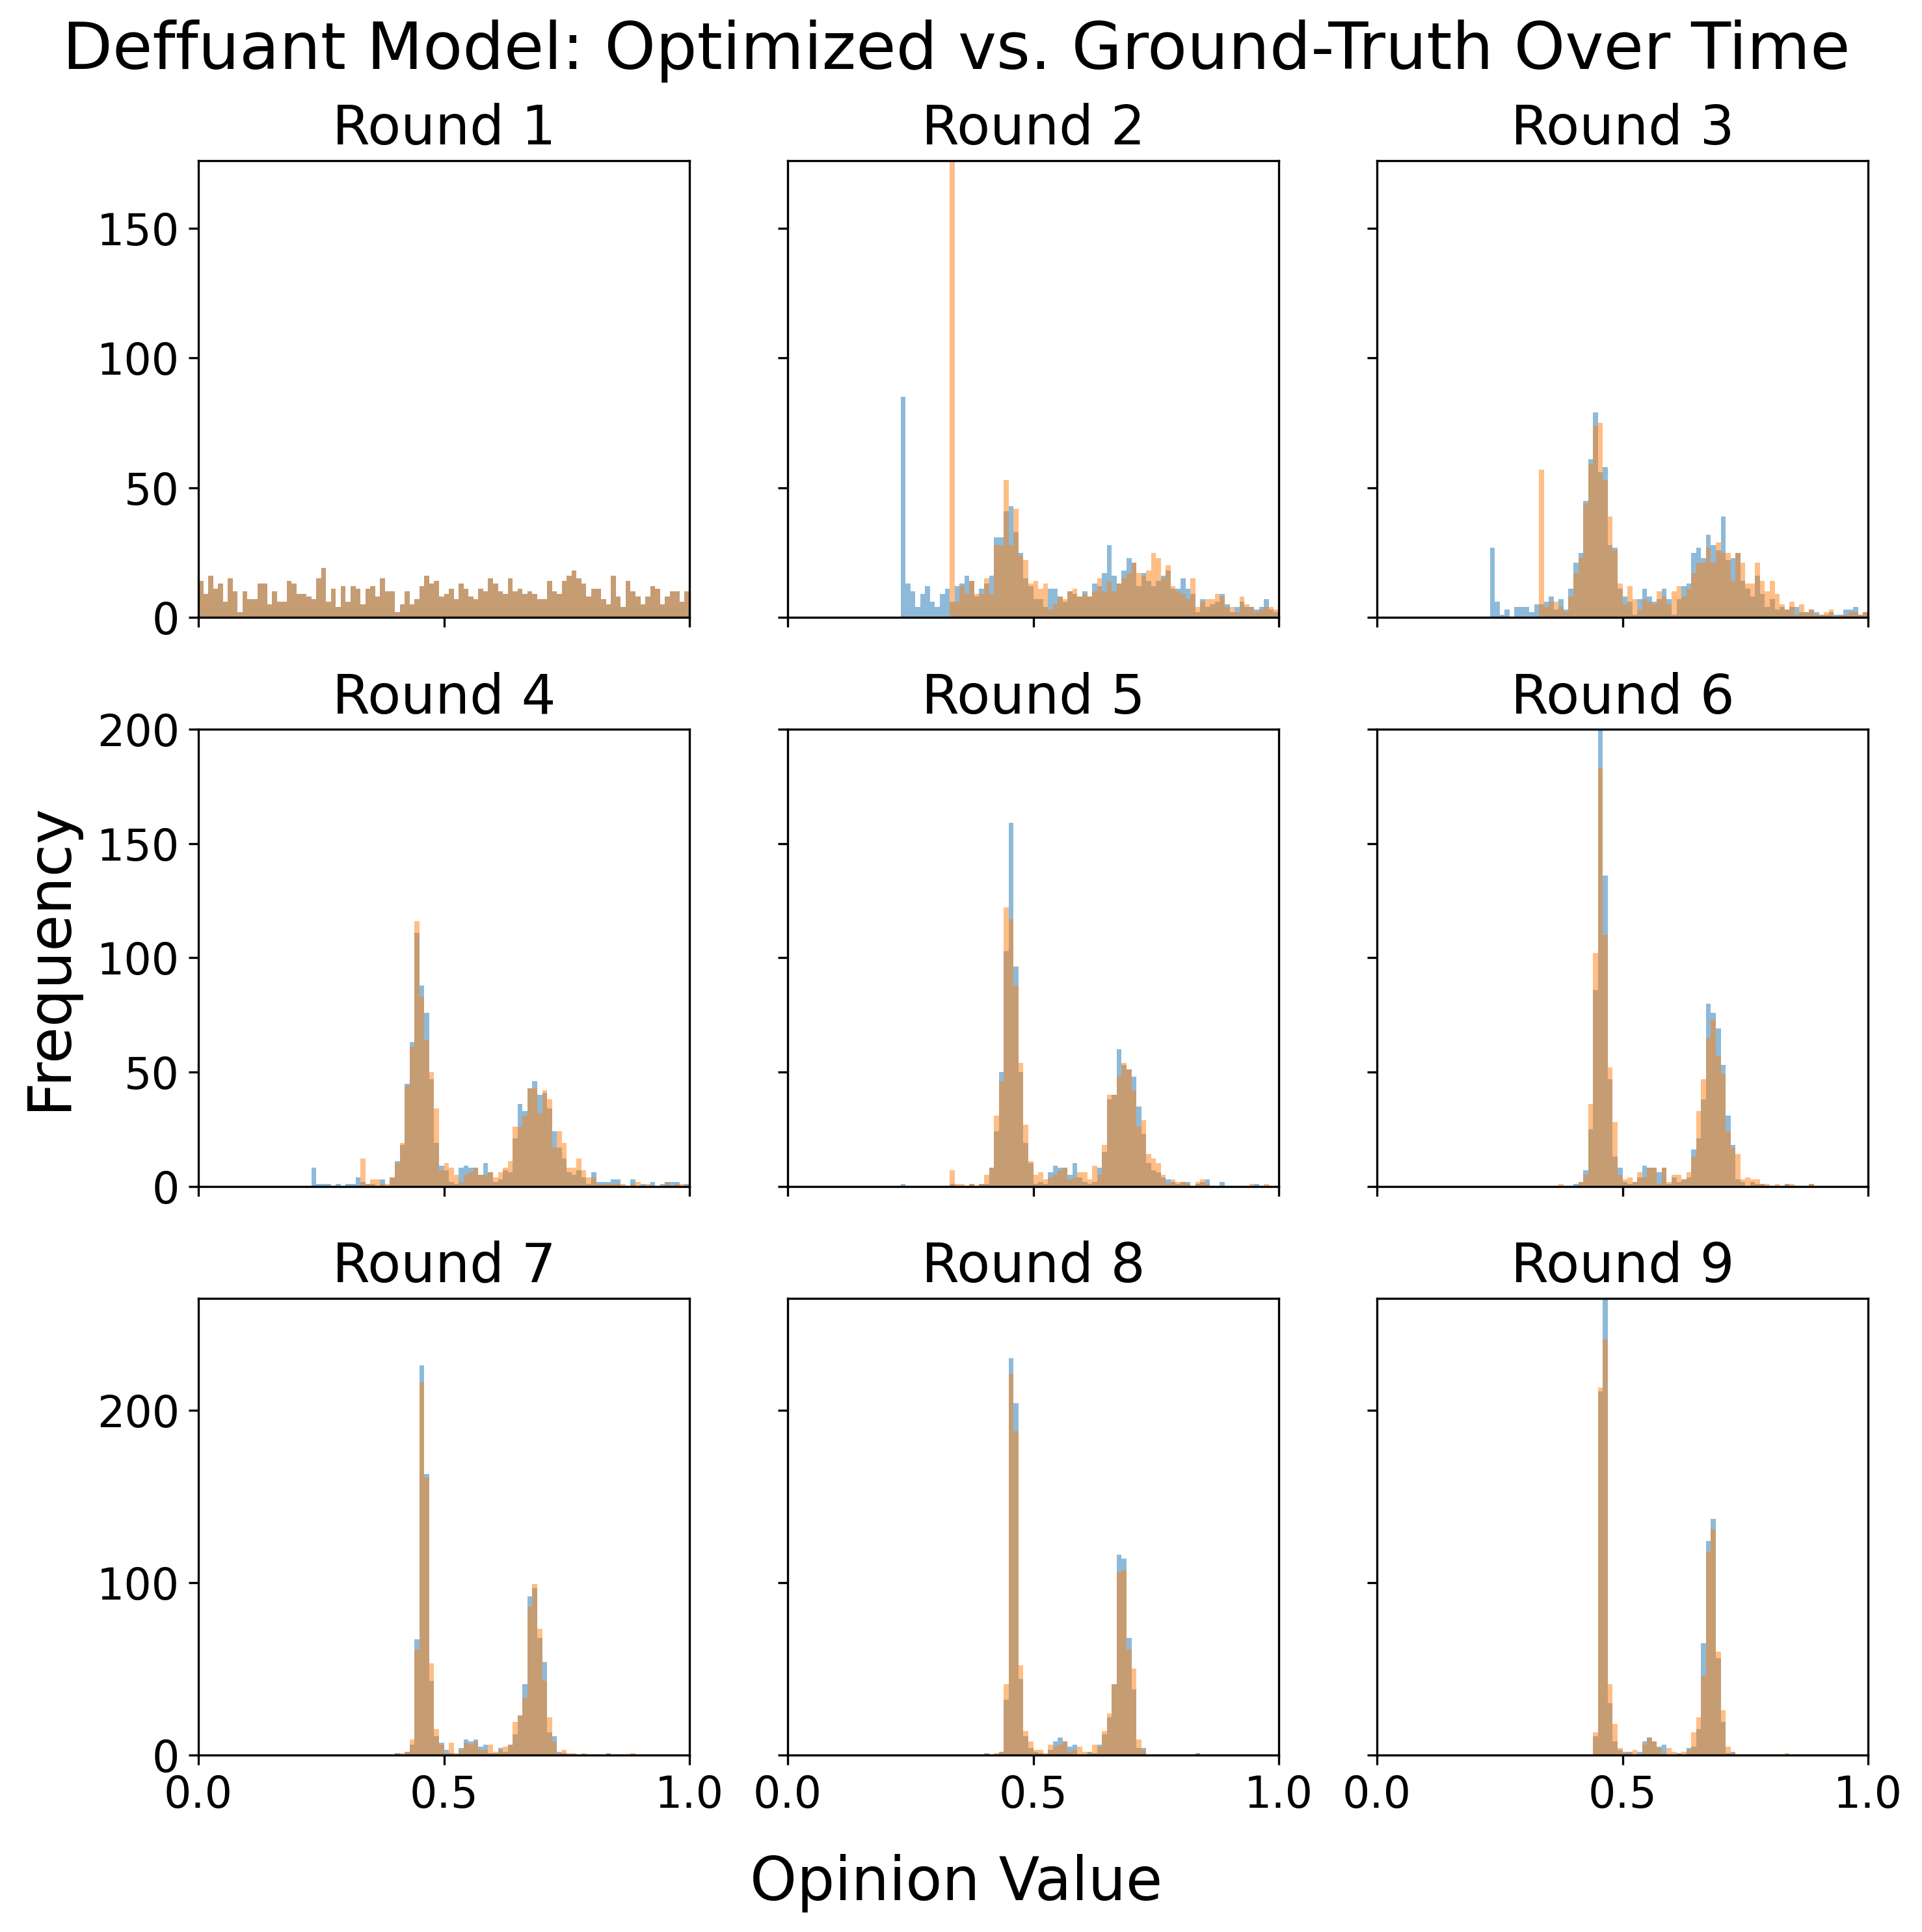 Deffuant Model: Optimized vs. Ground-Truth Over Time
Round 1
Round 2
Round 3
150
100
50
0
Round 4
Round 5
Round 6
200
150
100
50
0
Frequency
Round 7
Round 8
Round 9
200
100
0
0.0 0.5 1.0 0.0 0.5 1.0 0.0 0.5 1.0
Opinion Value